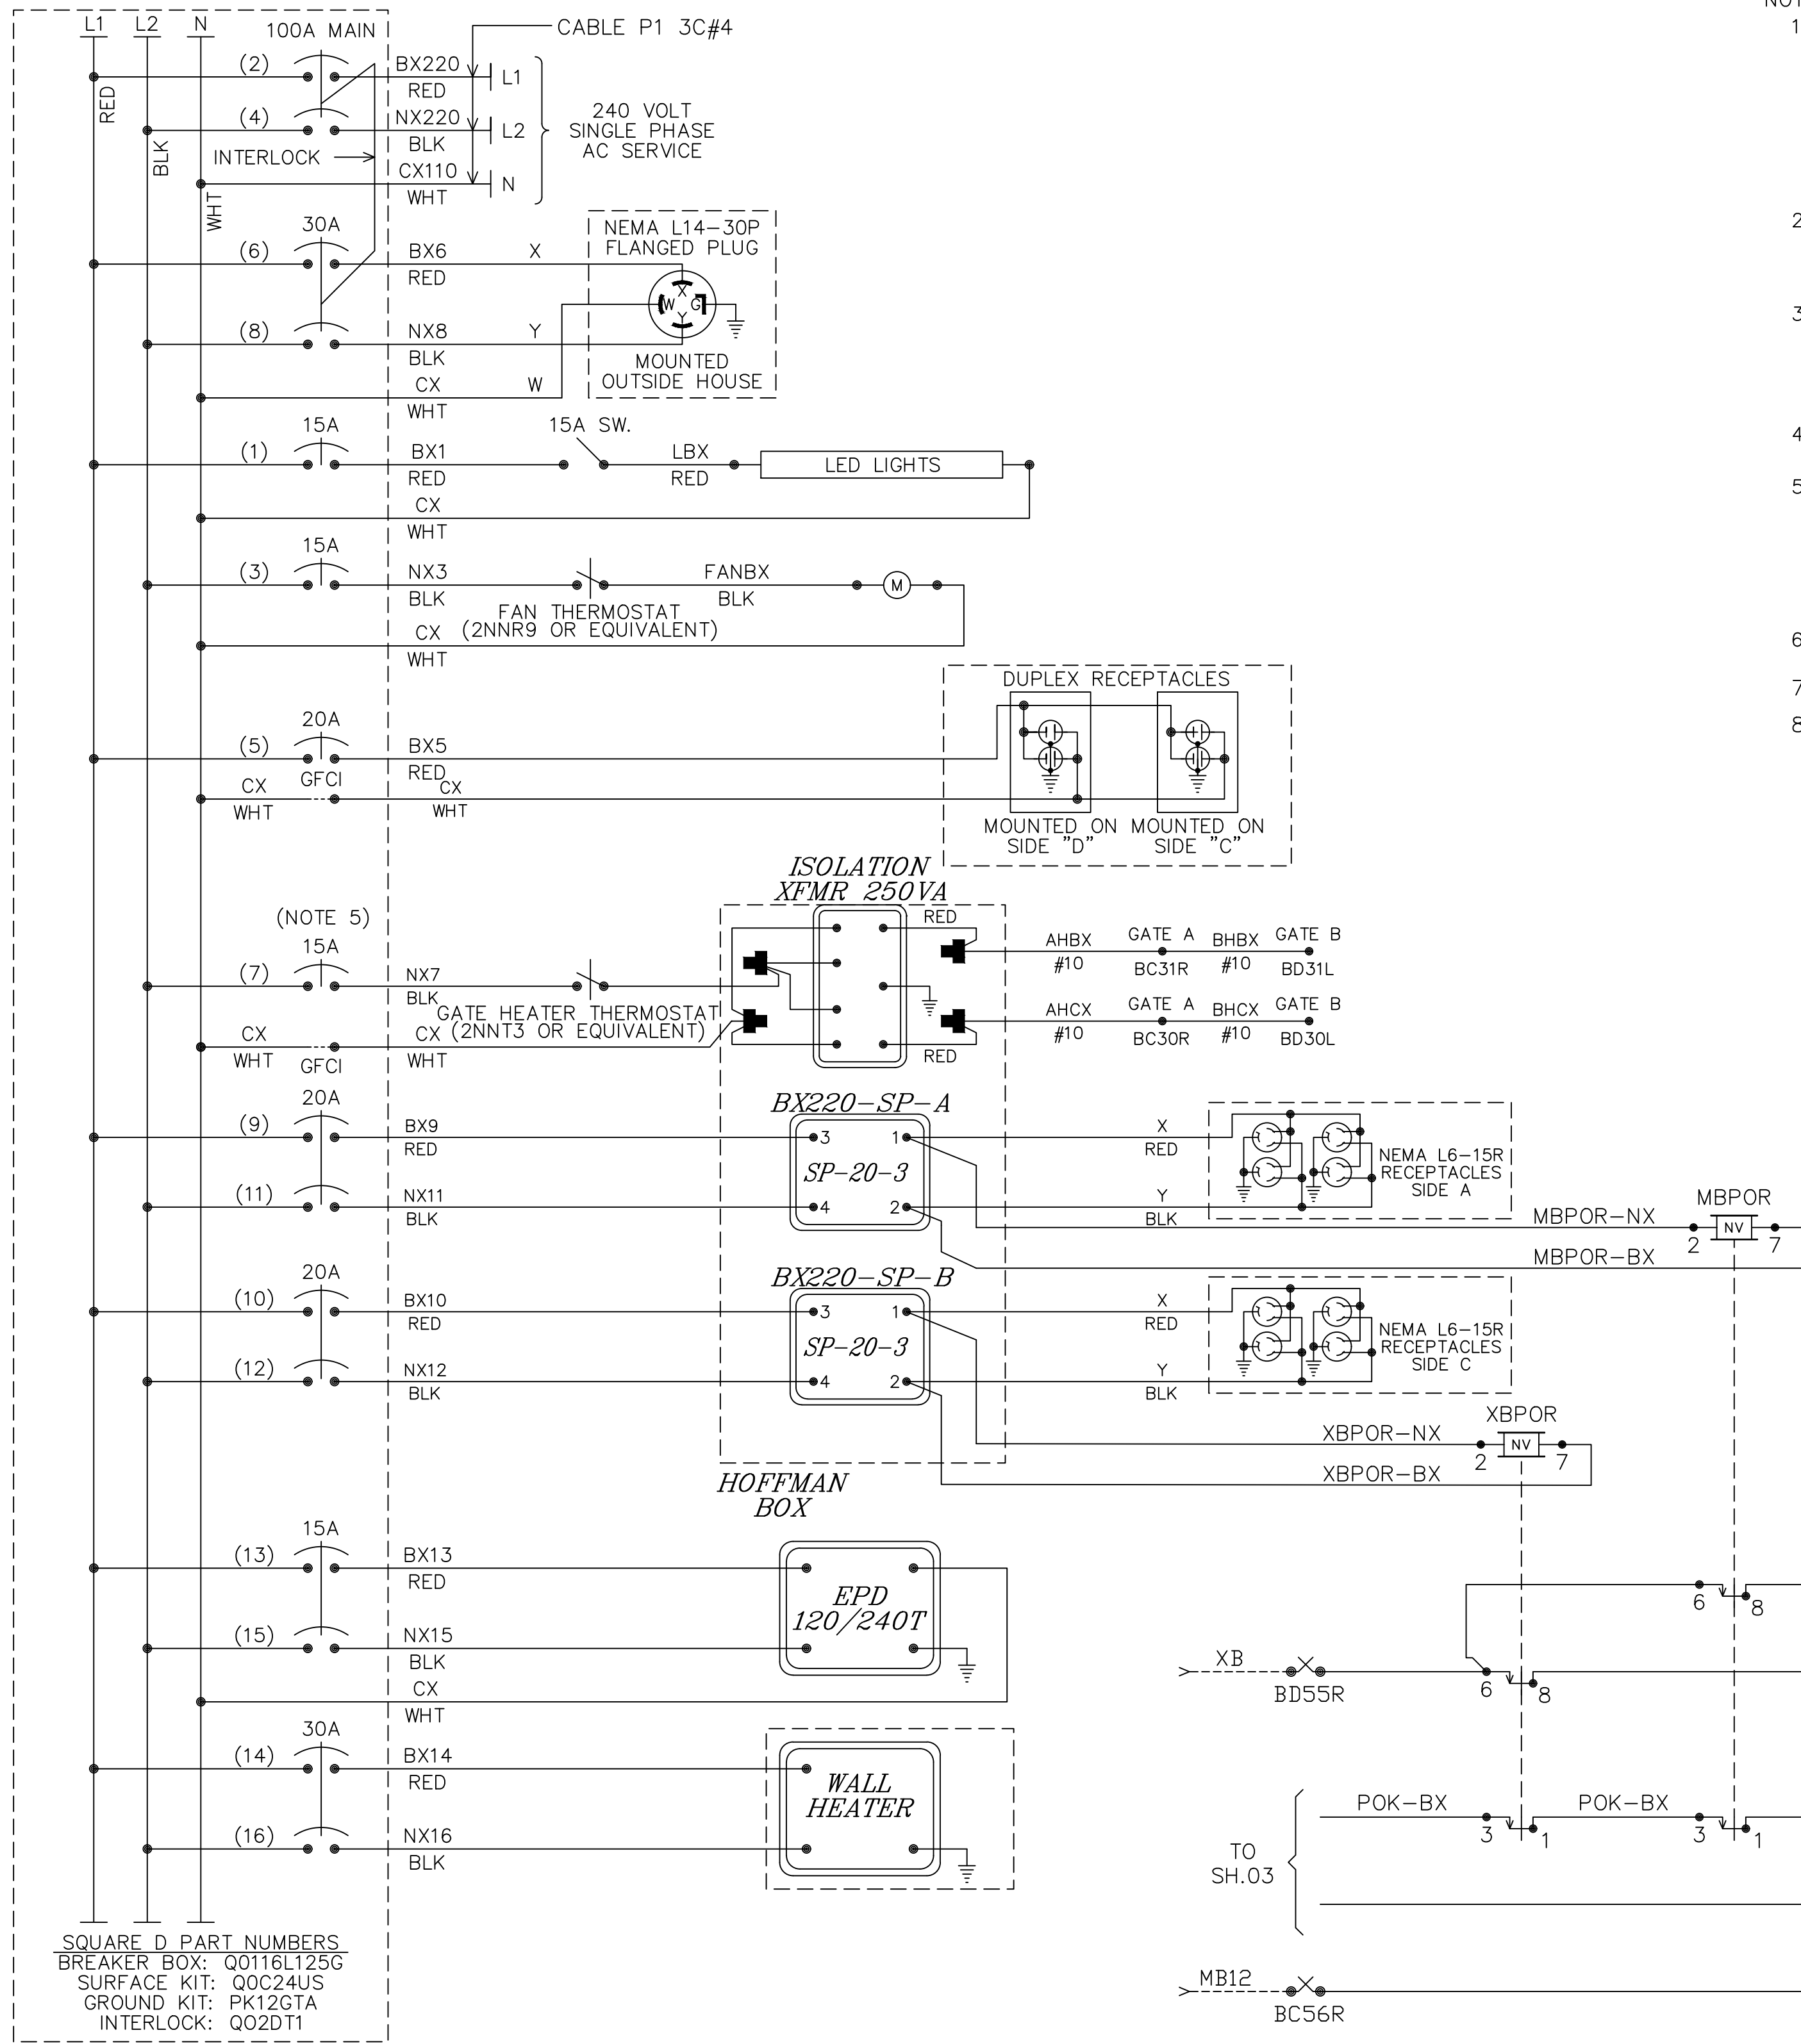 L1 L2 N 100A MAIN
CABLE P1 3C#4
NOT
1
(2) BX220 L1
RED RED
(4) NX220 L2
BLK BLK
240 VOLT
SINGLE PHASE
AC SERVICE
INTERLOCK
CX110 N
WHT WHT
30A
NEMA L14-30P
FLANGED PLUG
2
(6) BX6 X
RED
X
W G
Y
3
(8) NX8 Y
BLK
MOUNTED
OUTSIDE HOUSE
CX W
WHT
15A 15A SW.
4
(1) BX1 LBX LED LIGHTS
RED RED
5
CX
WHT
15A
(3) NX3 FANBX M
BLK BLK
FAN THERMOSTAT
(2NNR9 OR EQUIVALENT)
CX
WHT
6
DUPLEX RECEPTACLES
7
20A
8
(5) BX5
GFCI RED
CX CX
WHT WHT
MOUNTED ON
SIDE "D"
MOUNTED ON
SIDE "C"
ISOLATION
XFMR 250VA
(NOTE 5)
15A
RED
AHBX GATE A BHBX GATE B
#10 BC31R #10 BD31L
(7) NX7
BLK
GATE HEATER THERMOSTAT
(2NNT3 OR EQUIVALENT)
AHCX GATE A BHCX GATE B
#10 BC30R #10 BD30L
CX CX
WHT GFCI WHT
RED
20A
BX220-SP-A
(9) BX9 3 1 X
RED RED
SP-20-3
NEMA L6-15R
RECEPTACLES
SIDE A
(11) NX11 4 2 Y
BLK BLK
MBPOR
MBPOR-NX 2 NV 7
MBPOR-BX
20A
BX220-SP-B
(10) BX10 3 1 X
RED RED
SP-20-3
NEMA L6-15R
RECEPTACLES
SIDE C
(12) NX12 4 2 Y
BLK BLK
XBPOR
XBPOR-NX 2 NV 7
XBPOR-BX
HOFFMAN
BOX
15A
(13) BX13
RED
EPD
120/240T
6 8
(15) NX15
BLK
XB
BD55R
6 8
CX
WHT
30A
(14) BX14
RED
WALL
HEATER
POK-BX 3 1 POK-BX 3 1
(16) NX16
BLK
TO
SH.03
SQUARE D PART NUMBERS
BREAKER BOX: QO116L125G
SURFACE KIT: QOC24US
GROUND KIT: PK12GTA
INTERLOCK: QO2DT1
MB12
BC56R